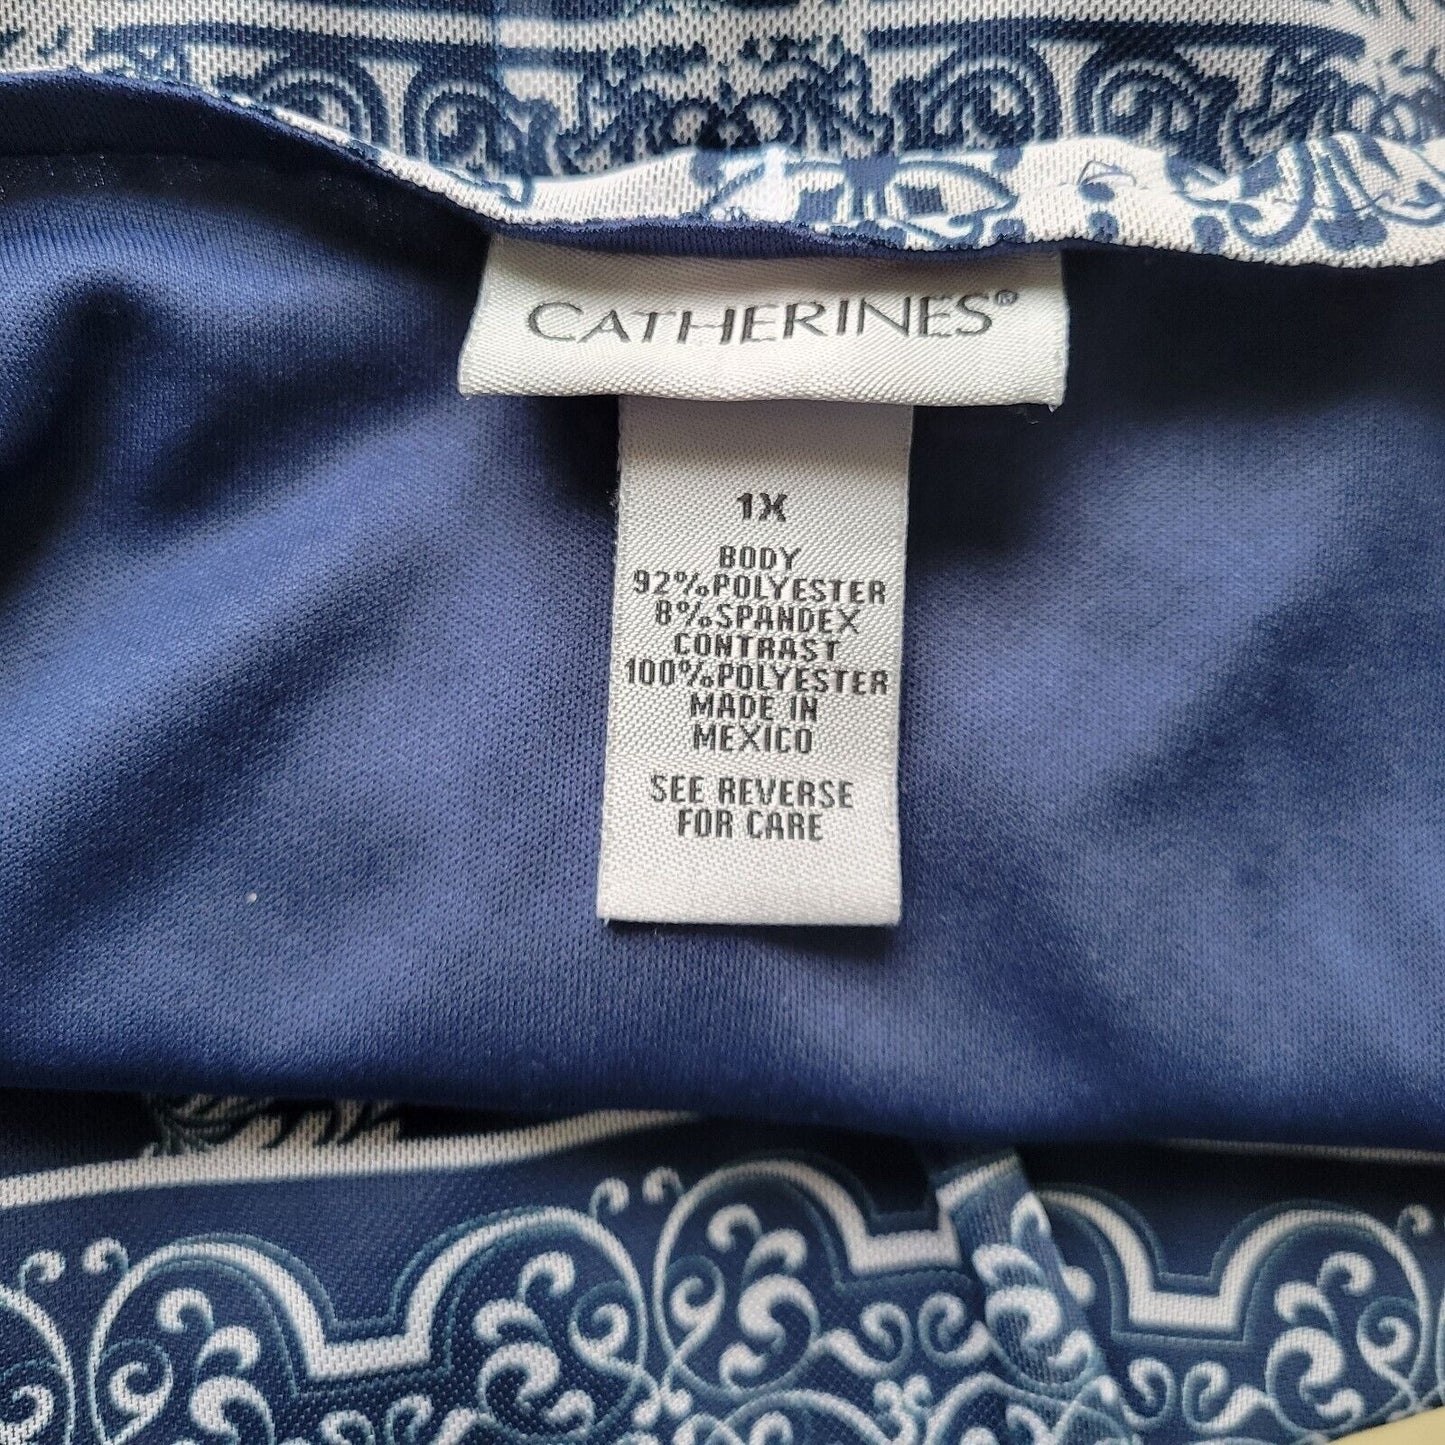 CATHERINES®
1X
BODY
92%POLYESTER
8%SPANDEX
CONTRAST
100%POLYESTER
MADE IN
MEXICO
SEE REVERSE
FOR CARE